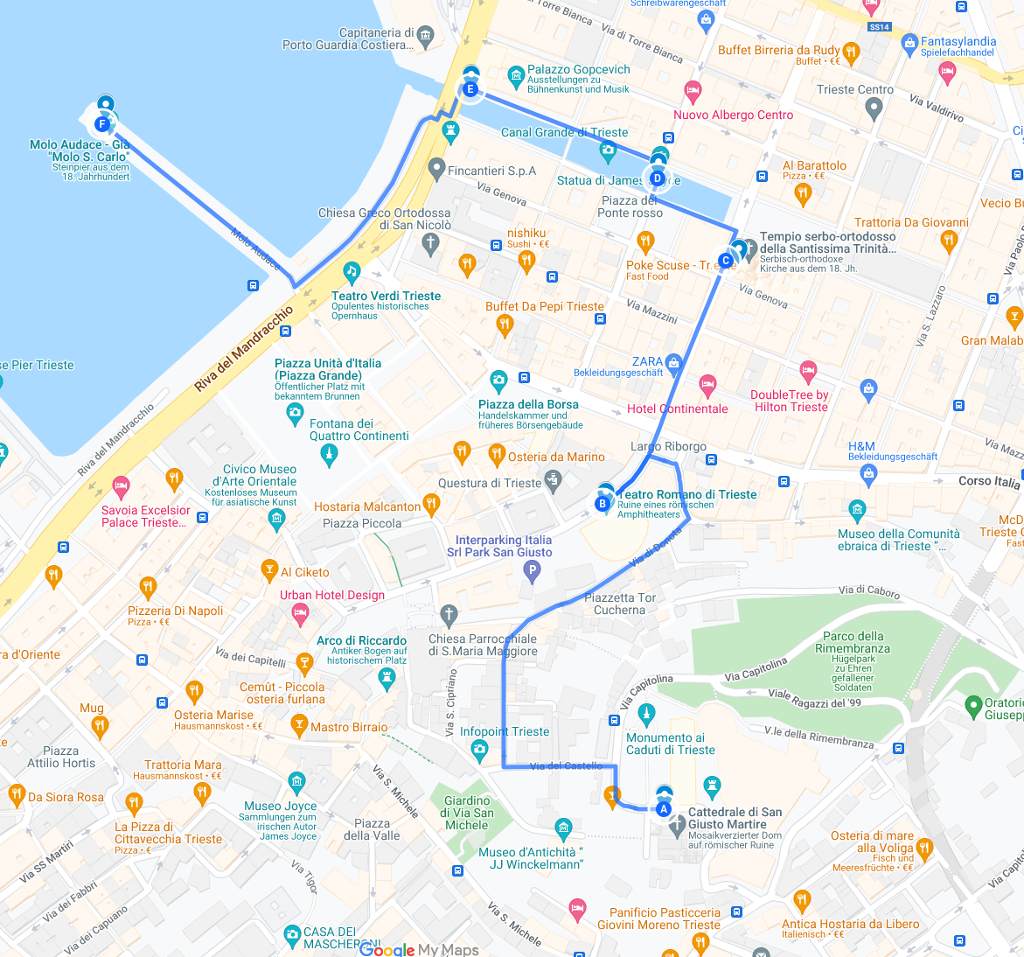 Schreibwarengeschäft
Via di Torre Bianca
SS14
Capitaneria di
Porto Guardia Costiera...
Via di Torre Bianca
Buffet Birreria da Rudy
Buffet • €€
Fantasylandia
Spielefachhandel
Palazzo Gopcevich
Ausstellungen zu
Bühnenkunst und Musik
Trieste Centro
Via Valdirivo
Nuovo Albergo Centro
E
F
Canal Grande di Trieste
Molo Audace - Già
"Molo S. Carlo"
Steinpier aus dem
18. Jahrhundert
Fincantieri S.p.A
Al Barattolo
Pizza • €€
D
Via Genova
Piazza del
Ponte rosso
Vecio Bu
Chiesa Greco Ortodossa
di San Nicolò
Trattoria Da Giovanni
nishiku
Sushi • €€
Tempio serbo-ortodosso
della Santissima Trinità...
Serbisch-orthodoxe
Kirche aus dem 18. Jh.
Molo Audace
C
Poke Scuse - Tr
Fast Food
Via Genova
Via Mazzini
Via S. Lazzaro
Teatro Verdi Trieste
Opulentes historisches
Opernhaus
Buffet Da Pepi Trieste
Riva del Mandracchio
Gran Malab
se Pier Trieste
Piazza Unità d'Italia
(Piazza Grande)
Öffentlicher Platz mit
bekanntem Brunnen
ZARA
Bekleidungsgeschäft
DoubleTree by
Hilton Trieste
Piazza della Borsa
Handelskammer und
früheres Börsengebäude
Hotel Continentale
Riva del Mandracchio
Fontana dei
Quattro Continenti
Largo Riborgo
H&M
Bekleidungsgeschäft
Via Mazz
Osteria da Marino
Civico Museo
d'Arte Orientale
Kostenloses Museum
für asiatische Kunst
Questura di Trieste
Corso Italia
B
Teatro Romano di Trieste
Ruine eines römischen
Amphitheaters
Savoia Excelsior
Palace Trieste...
Hostaria Malcanton
Piazza Piccola
Museo della Comunità
ebraica di Trieste “...
McD
Trieste C
Fast
Interparking Italia
Srl Park San Giusto
P
Via di Donota
Al Ciketo
Pizzeria Di Napoli
Pizza • €€
Urban Hotel Design
Piazzetta Tor
Cucherna
Via di Caboro
Chiesa Parrocchiale
di S.Maria Maggiore
Arco di Riccardo
Antiker Bogen auf
historischem Platz
Parco della
Rimembranza
Hügelpark
zu Ehren
gefallener
Soldaten
ra d'Oriente
Via dei Capitelli
Via Capitolina
Via Capitolina
Cemût - Piccola
osteria furlana
Viale Ragazzi del '99
Via S. Cipriano
Mug
Osteria Marise
Hausmannskost • €€
Mastro Birraio
Infopoint Trieste
Monumento ai
Caduti di Trieste
V.le della Rimembranza
Oratorio
Giusepp
Piazza
Attilio Hortis
Trattoria Mara
Hausmannskost • €€
Via del Castello
Via S. Michele
Da Siora Rosa
Museo Joyce
Sammlungen zum
irischen Autor
James Joyce
Giardino
di Via San
Michele
A
Cattedrale di San
Giusto Martire
Mosaikverzierter Dom
auf römischer Ruine
La Pizza di
Cittavecchia Trieste
Pizza • €
Piazza
della Valle
Osteria di mare
alla Voliga
Fisch und
Meeresfrüchte • €€
Museo d'Antichità “
JJ Winckelmann”
Via SS Martiri
Via Tigor
Via dei Fabbri
Via dei Capuano
Via S. Michele
Panificio Pasticceria
Giovini Moreno Trieste
Antica Hostaria da Libero
Italienisch • €€
CASA DEI
MASCHERONI
Google My Maps